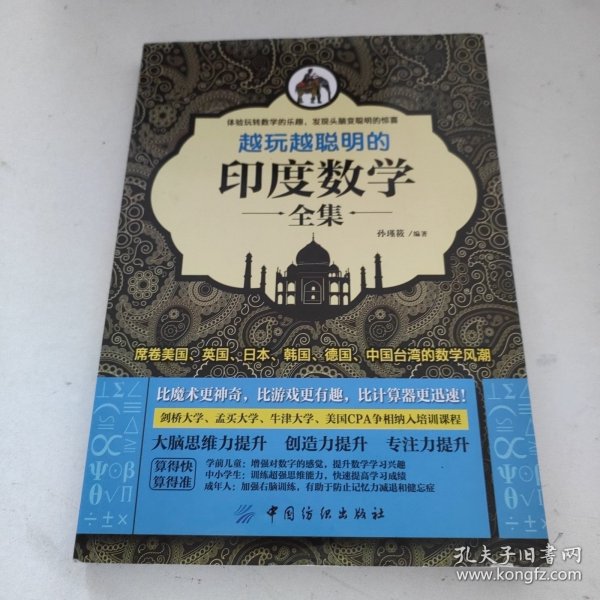 体验玩转数学的乐趣，发现头脑变聪明的惊喜
越玩越聪明的
印度数学
全集
孙瑾筱 / 编著
席卷美国、英国、日本、韩国、德国、中国台湾的数学风潮
比魔术更神奇，比游戏更有趣，比计算器更迅速！
剑桥大学、孟买大学、牛津大学、美国CPA争相纳入培训课程
大脑思维力提升 创造力提升 专注力提升
算得快
算得准
学前儿童：增强对数字的感觉，提升数学学习兴趣
中小学生：训练超强思维能力，快速提高学习成绩
成年人：加强右脑训练，有助于防止记忆力减退和健忘症
中国纺织出版社
孔夫子旧书网
www.kongfz.com